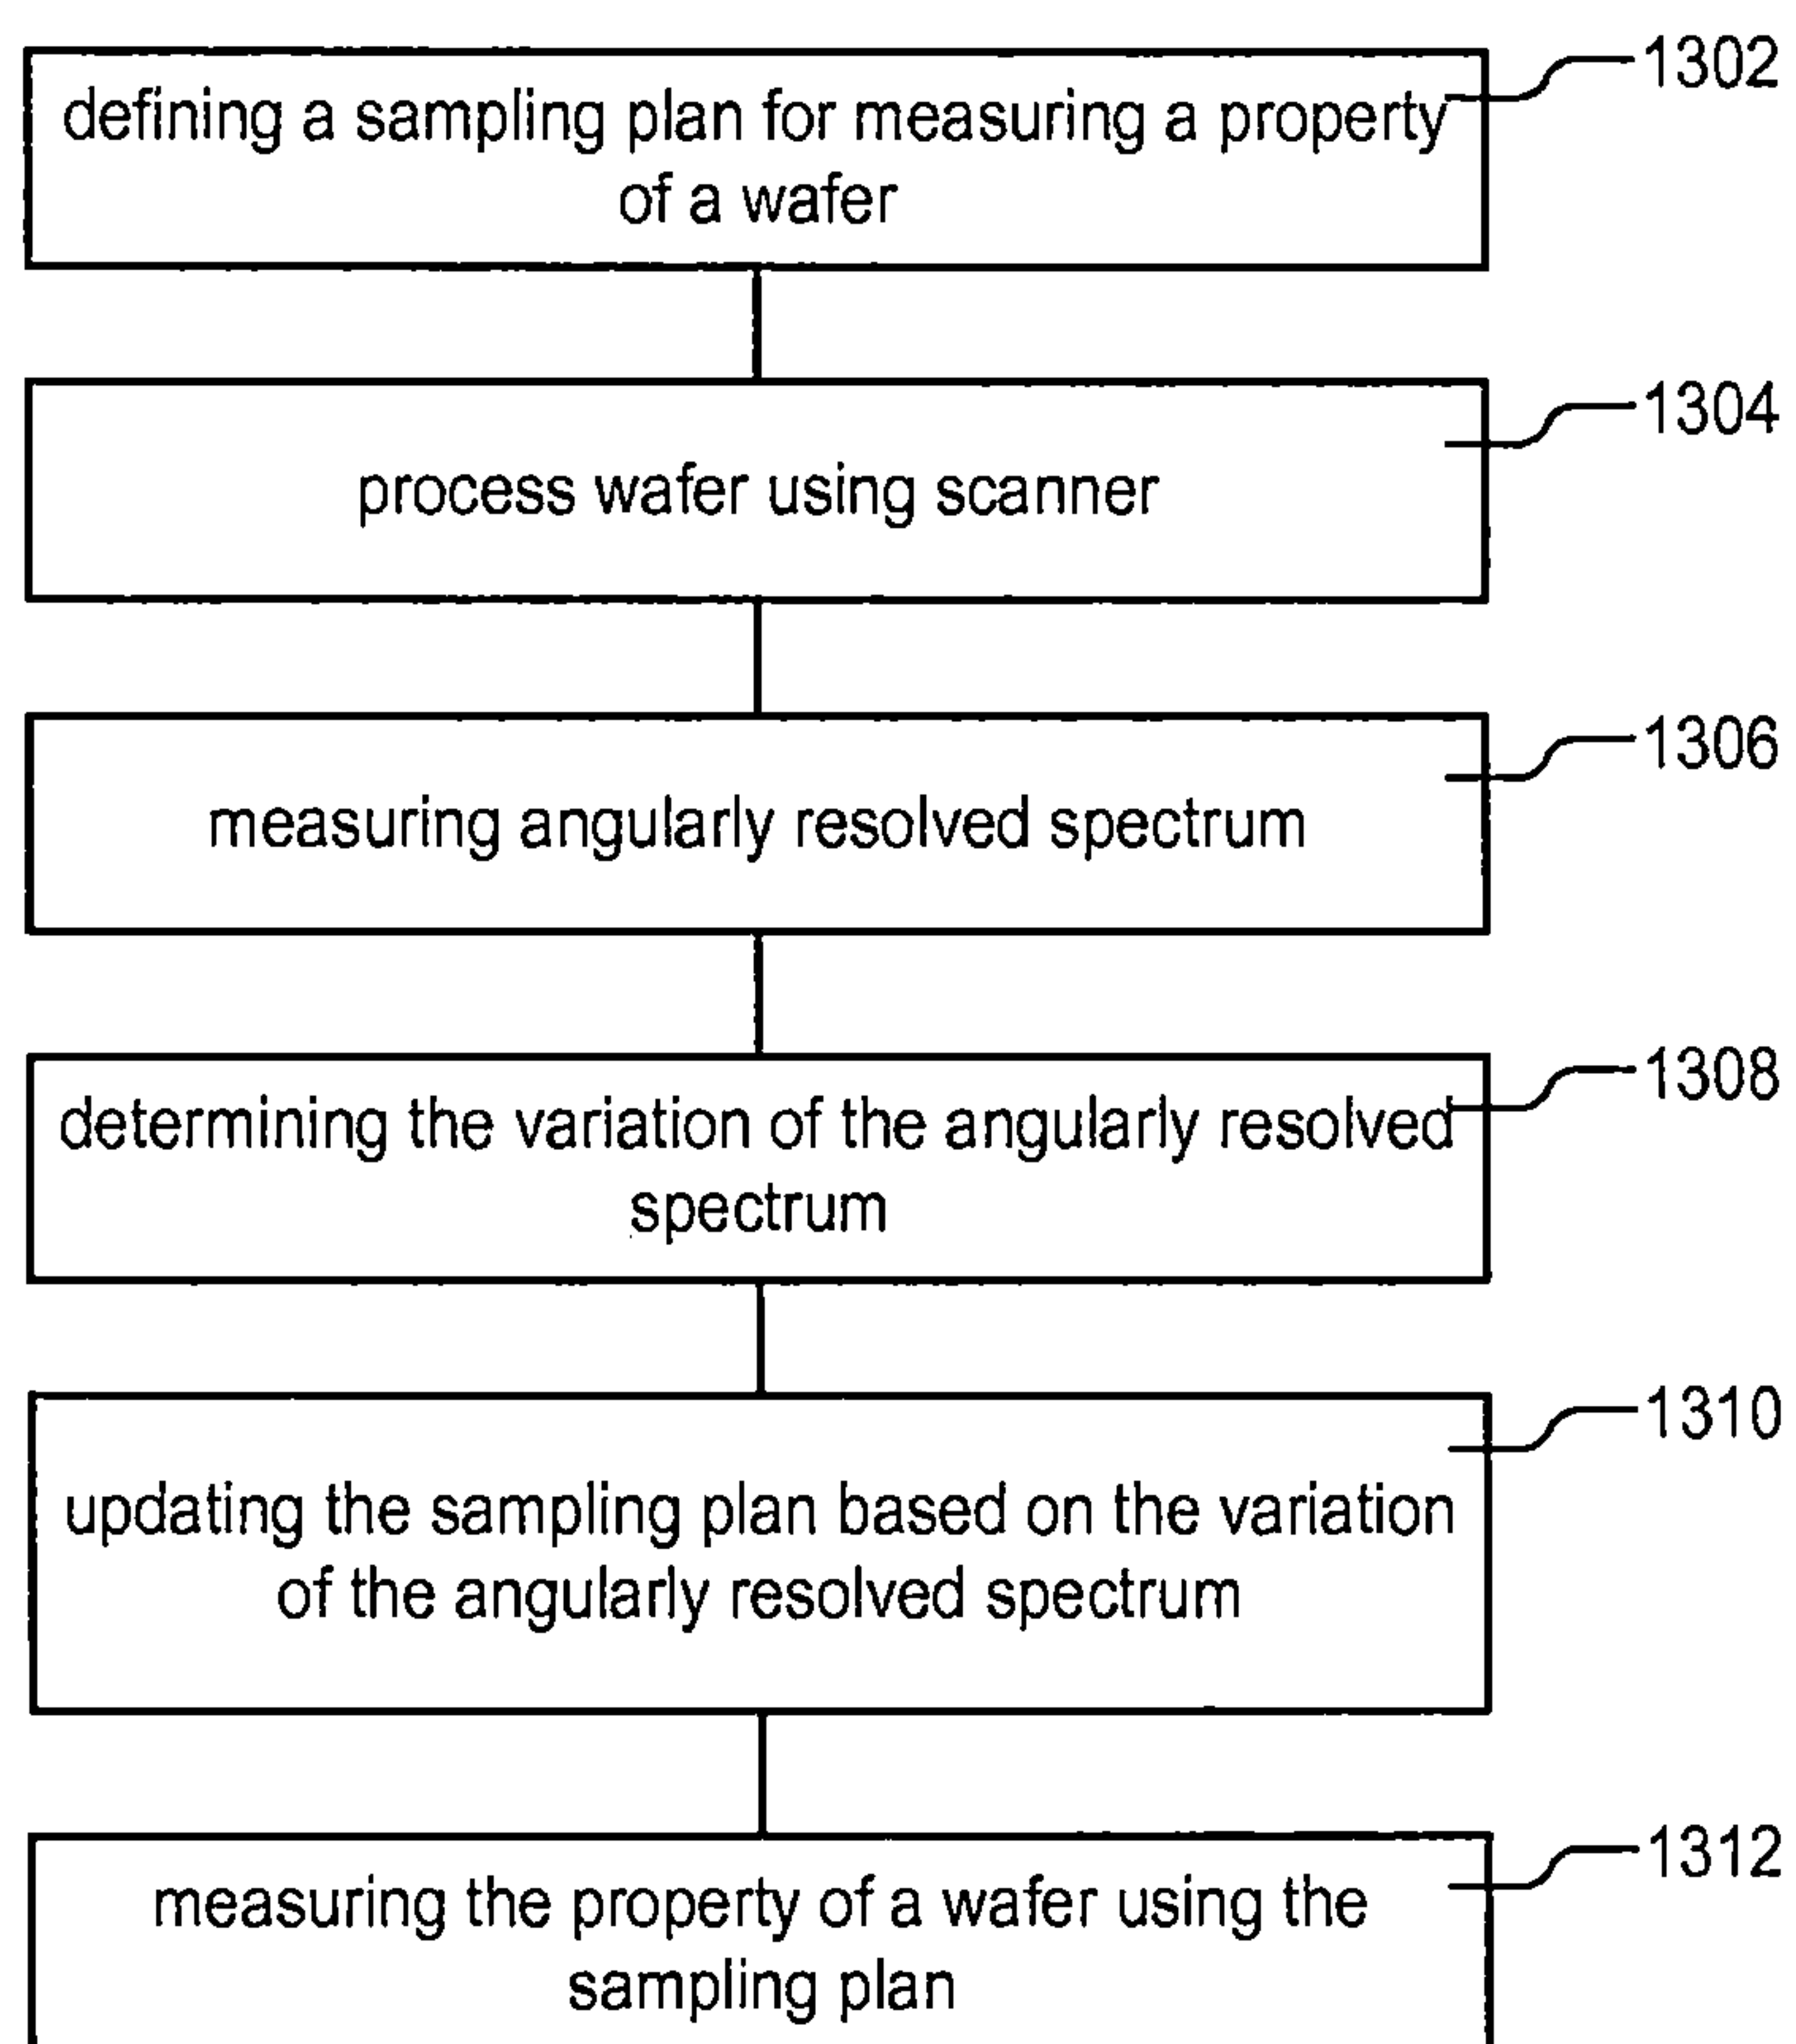 1302
defining a sampling plan for measuring a property
of a wafer
1304
process wafer using scanner
1306
measuring angularly resolved spectrum
1308
determining the variation of the angularly resolved
spectrum
1310
updating the sampling plan based on the variation
of the angularly resolved spectrum
1312
measuring the property of a wafer using the
sampling plan